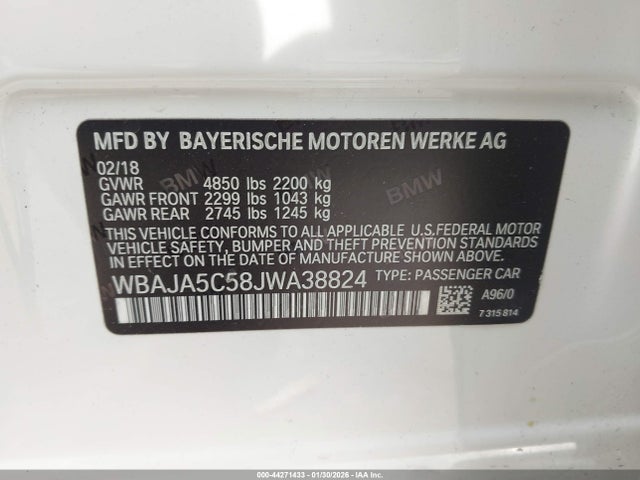 MFD BY BAYERISCHE MOTOREN WERKE AG
02/18
GVWR 4850 lbs 2200 kg
GAWR FRONT 2299 lbs 1043 kg
GAWR REAR 2745 lbs 1245 kg
THIS VEHICLE CONFORMS TO ALL APPLICABLE U.S.FEDERAL MOTOR
VEHICLE SAFETY, BUMPER AND THEFT PREVENTION STANDARDS
IN EFFECT ON THE DATE OF MANUFACTURE SHOWN ABOVE.
WBAJA5C58JWA38824 TYPE: PASSENGER CAR
A96/0
7 315 814
BMW
BMW
000-44271433 - 01/30/2026 - IAA Inc.